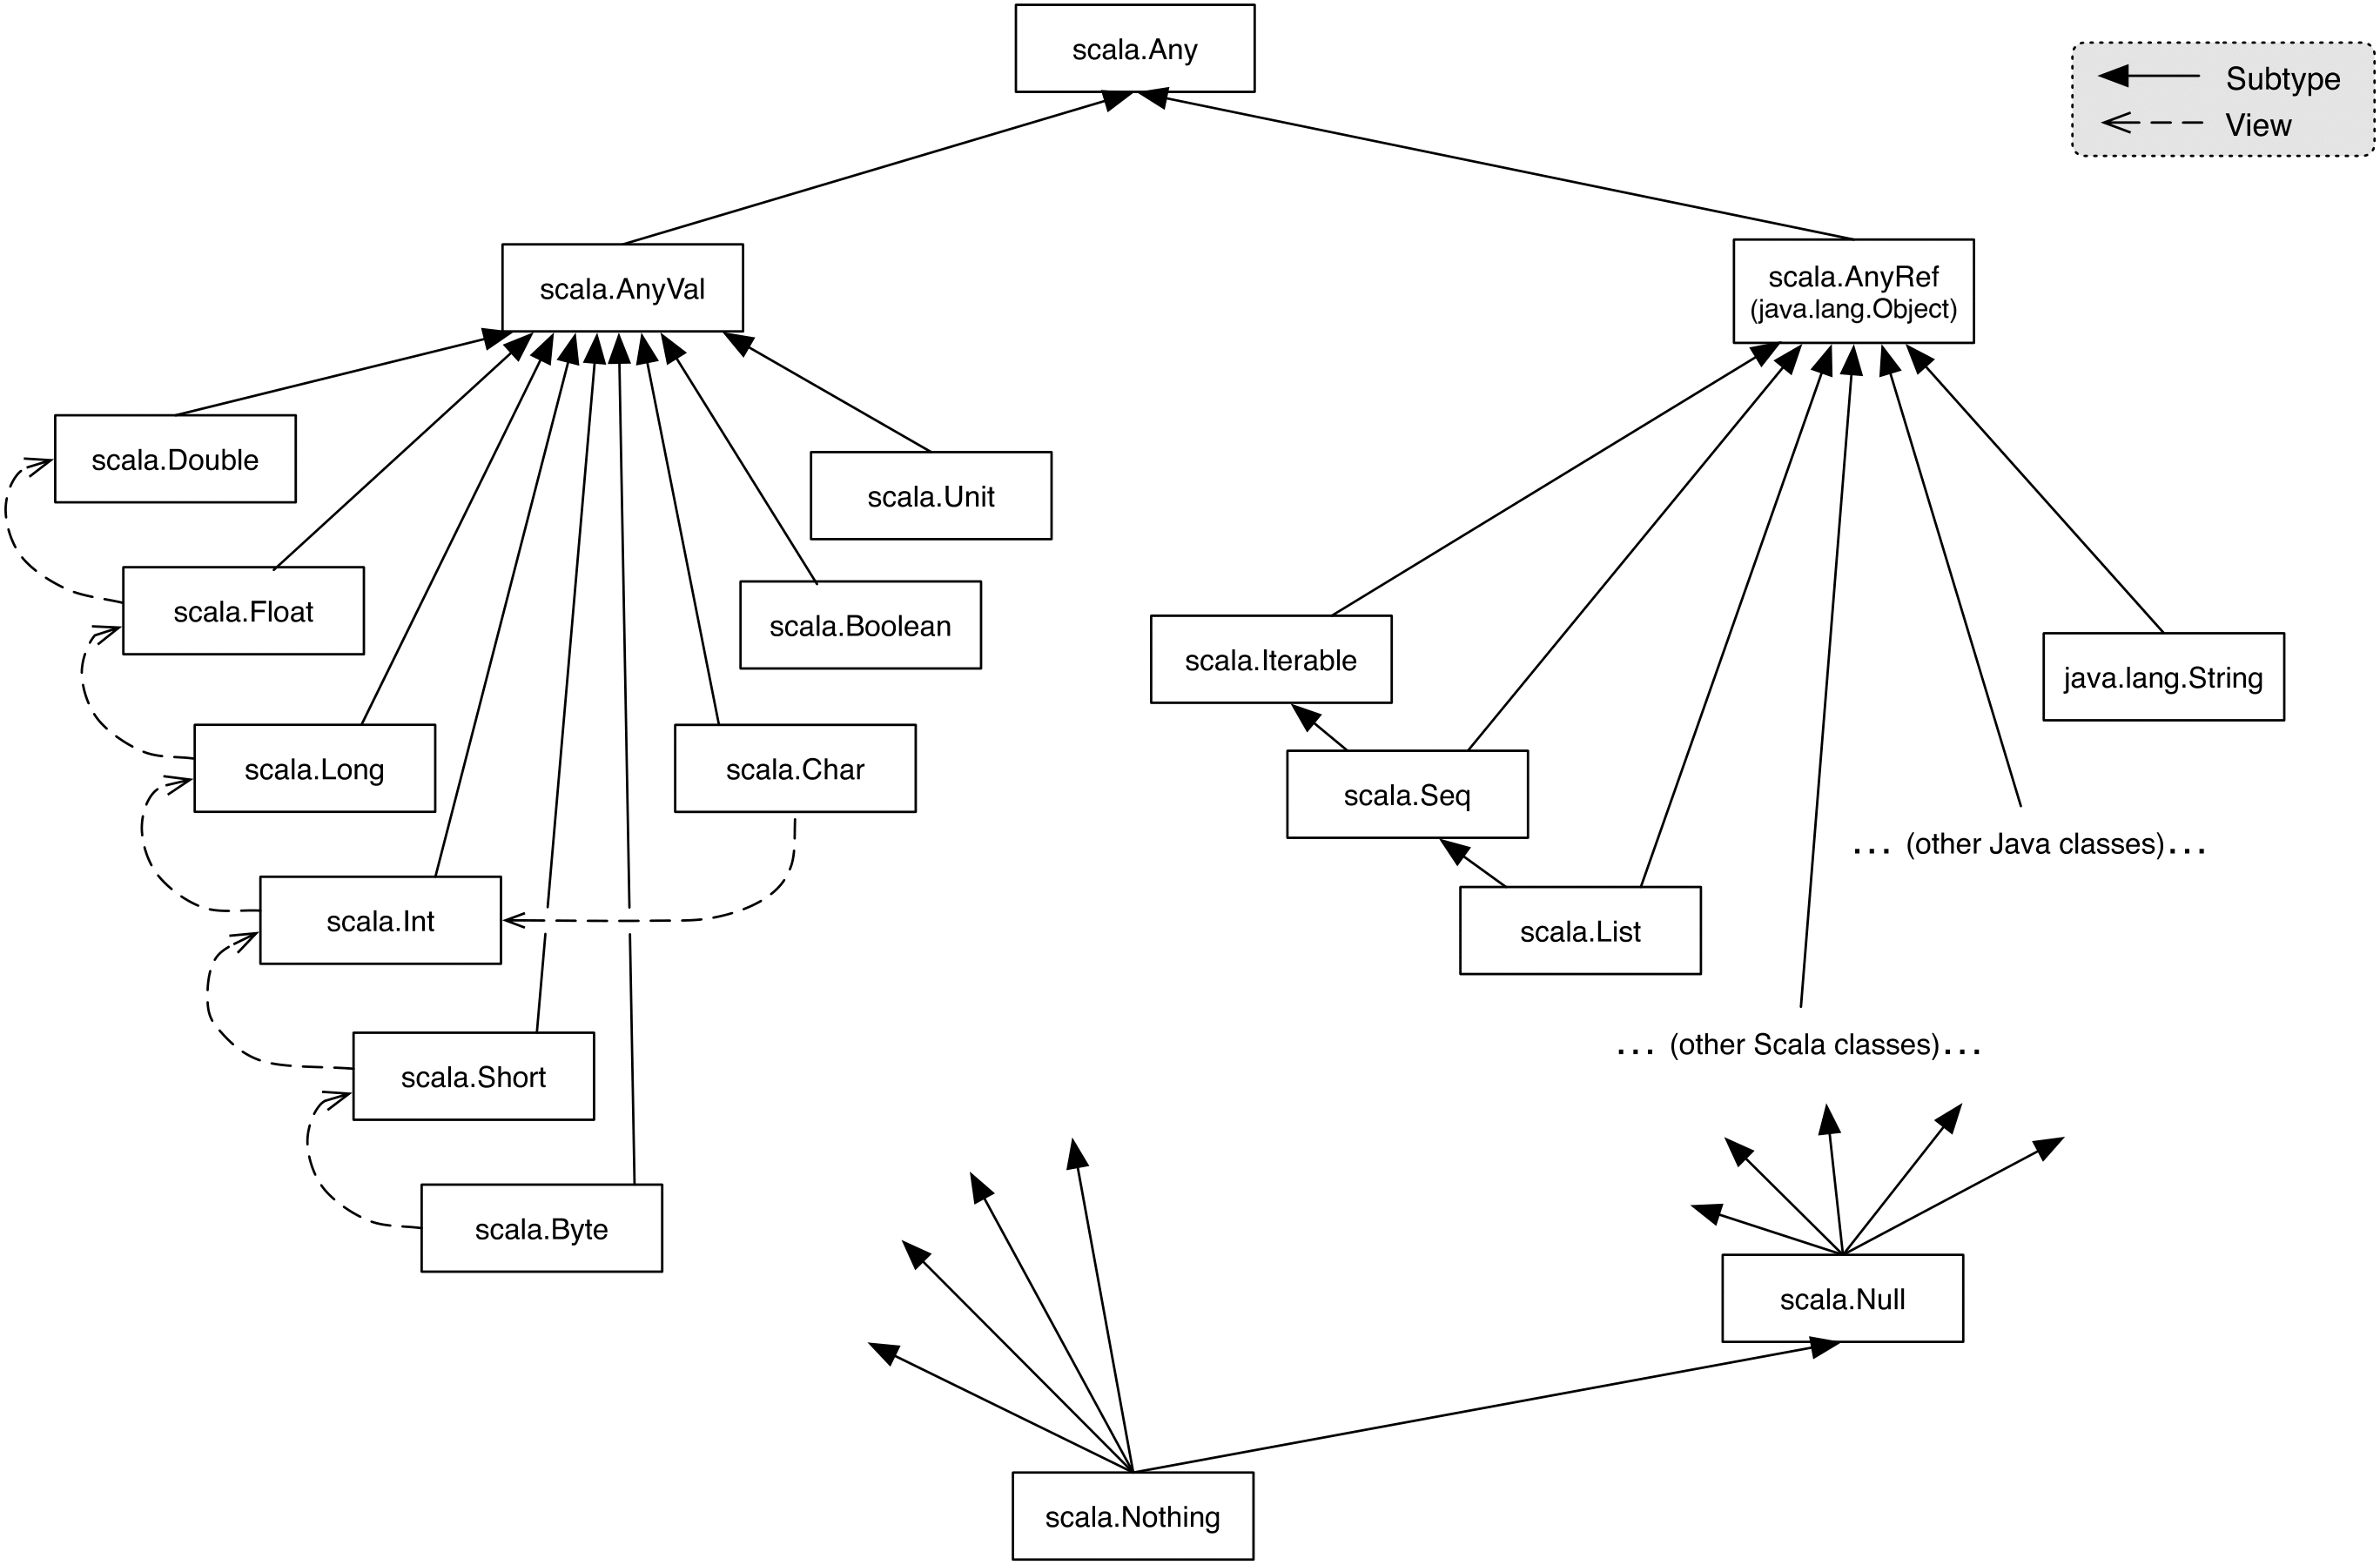 scala.Any
Subtype
View
scala.AnyVal
scala.AnyRef
(java.lang.Object)
scala.Double
scala.Unit
scala.Float
scala.Boolean
scala.Iterable
java.lang.String
scala.Long
scala.Char
scala.Seq
... (other Java classes)...
scala.Int
scala.List
... (other Scala classes)...
scala.Short
scala.Byte
scala.Null
scala.Nothing